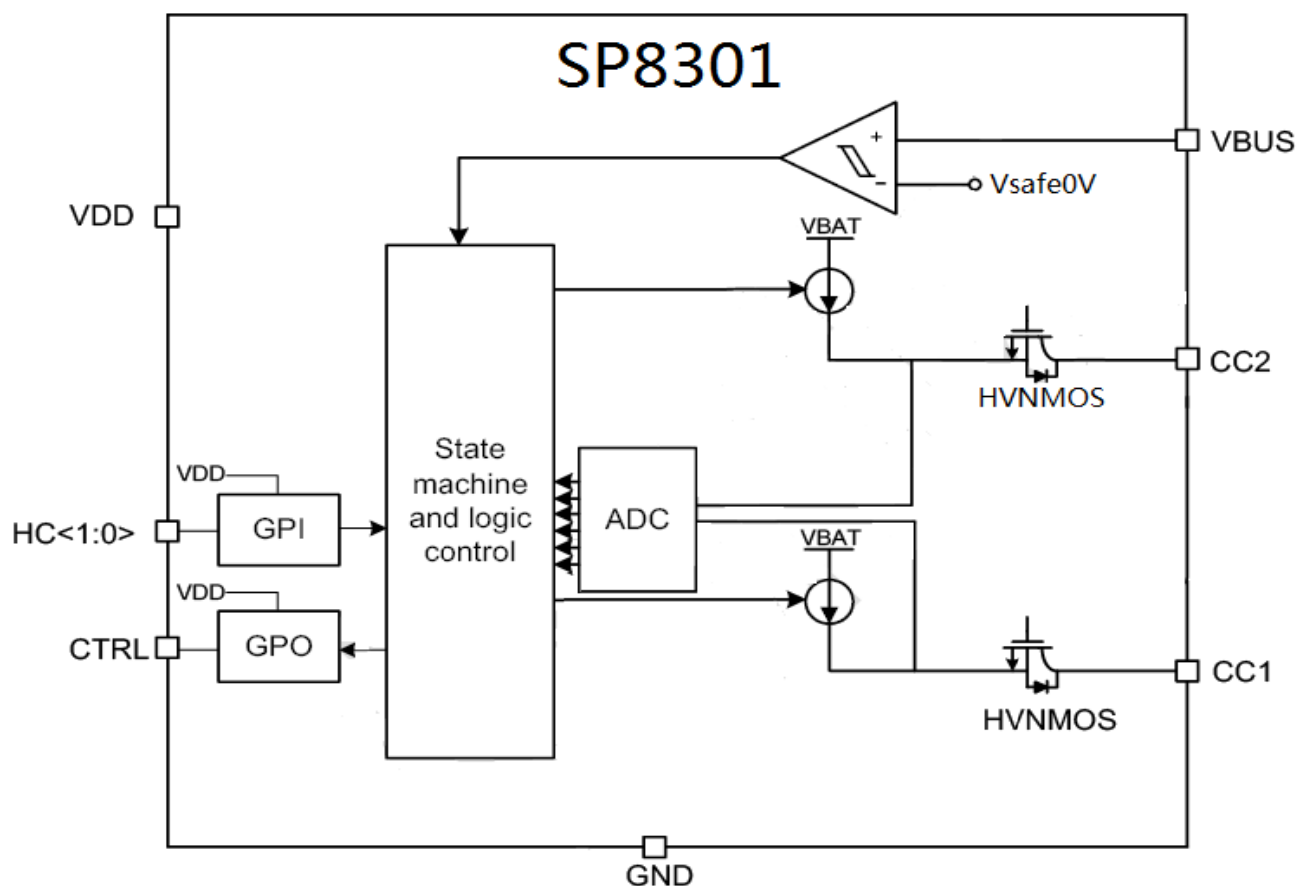 SP8301
VBUS
Vsafe0V
VDD
VBAT
CC2
HVNMOS
State
machine
and logic
control
ADC
VDD
GPI
HC<1:0>
VBAT
VDD
GPO
CTRL
CC1
HVNMOS
GND
+
−